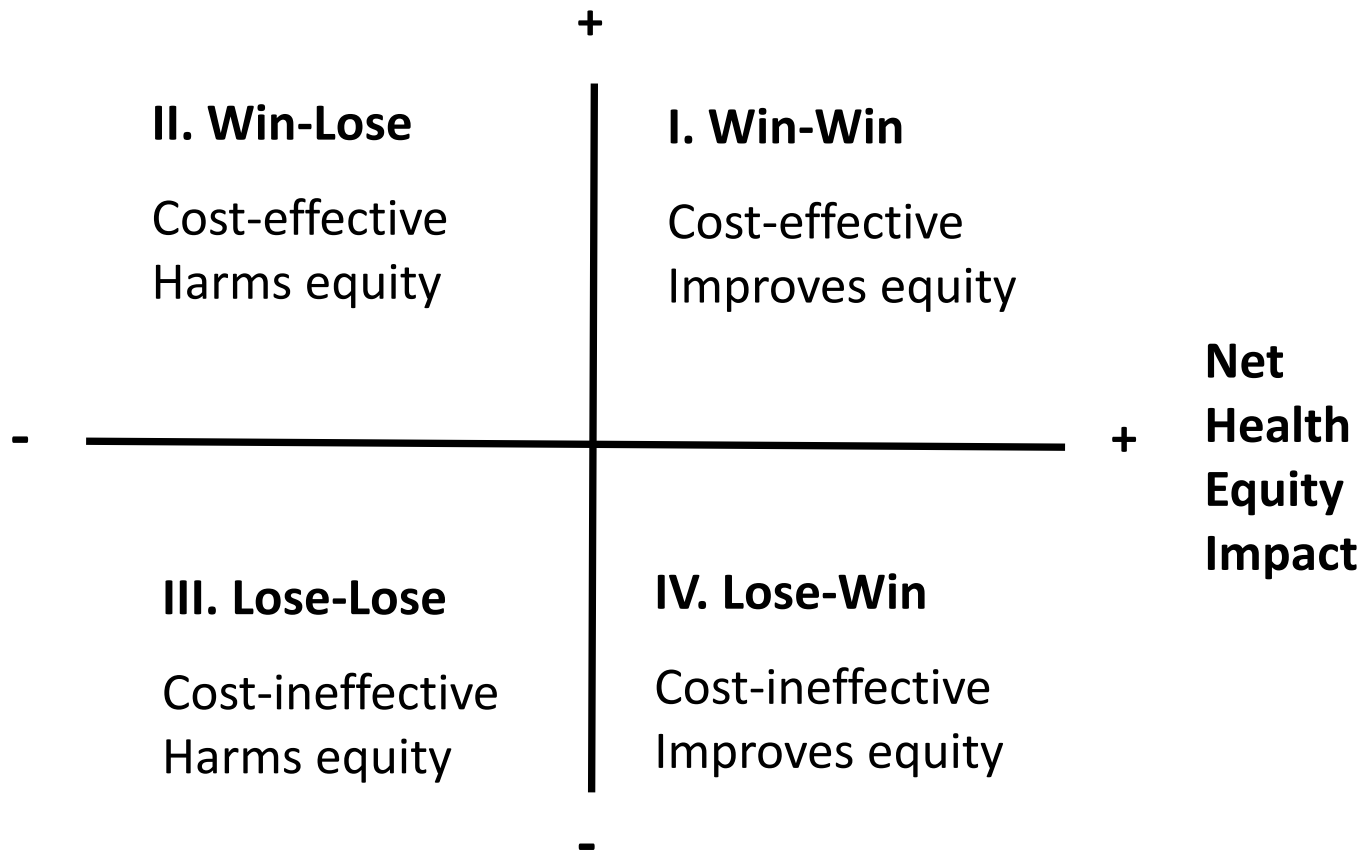 +
II. Win-Lose
Cost-effective
Harms equity
I. Win-Win
Cost-effective
Improves equity
-
+
Net
Health
Equity
Impact
III. Lose-Lose
Cost-ineffective
Harms equity
IV. Lose-Win
Cost-ineffective
Improves equity
-